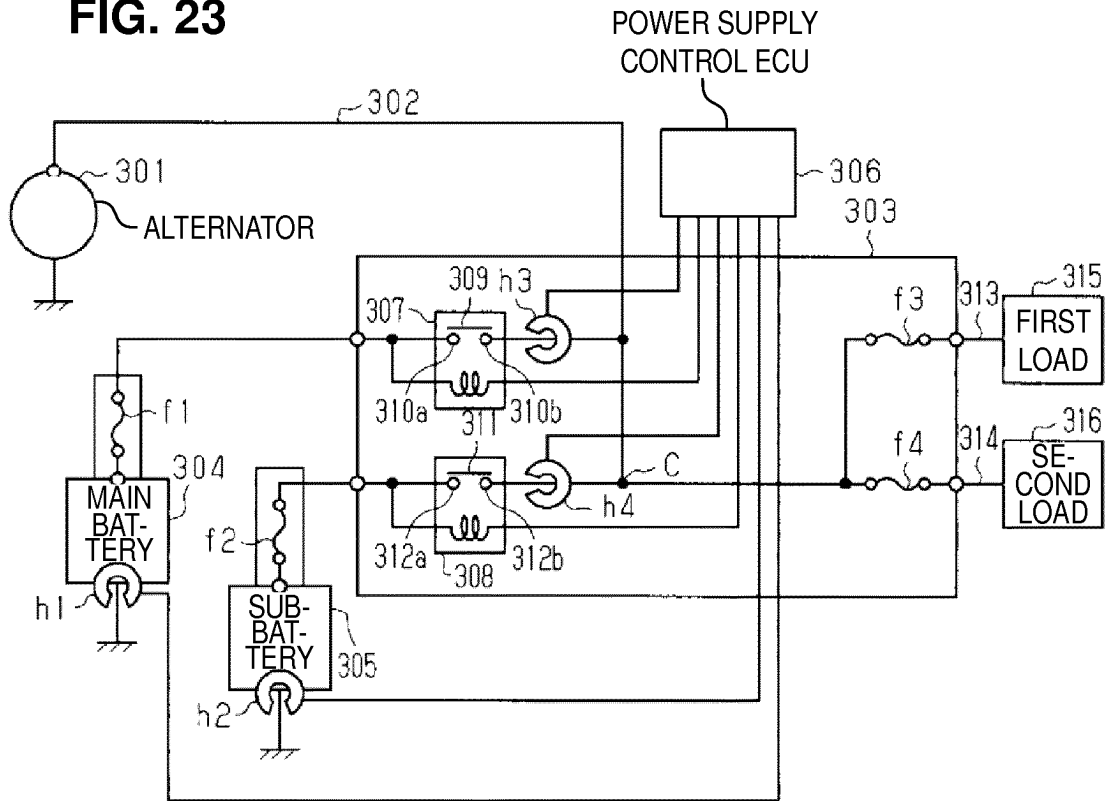 FIG. 23
POWER SUPPLY
CONTROL ECU
302
301
ALTERNATOR
306
303
309
h3
307
310a
310b
311
f3
313
315
FIRST
LOAD
f1
304
MAIN
BAT-
TERY
h1
f2
312a
312b
308
h4
C
f4
314
316
SE-
COND
LOAD
SUB-
BAT-
TERY
305
h2